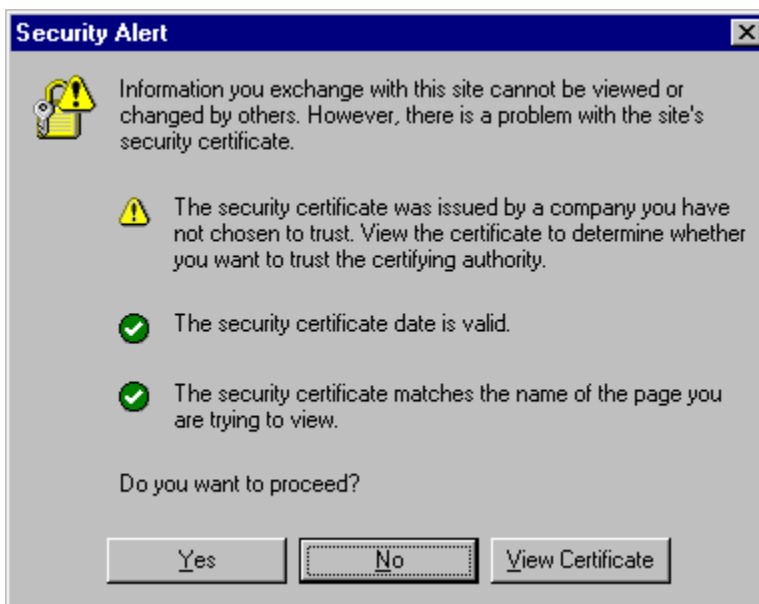 Security Alert
Information you exchange with this site cannot be viewed or
changed by others. However, there is a problem with the site's
security certificate.
The security certificate was issued by a company you have
not chosen to trust. View the certificate to determine whether
you want to trust the certifying authority.
The security certificate date is valid.
The security certificate matches the name of the page you
are trying to view.
Do you want to proceed?
Yes No View Certificate